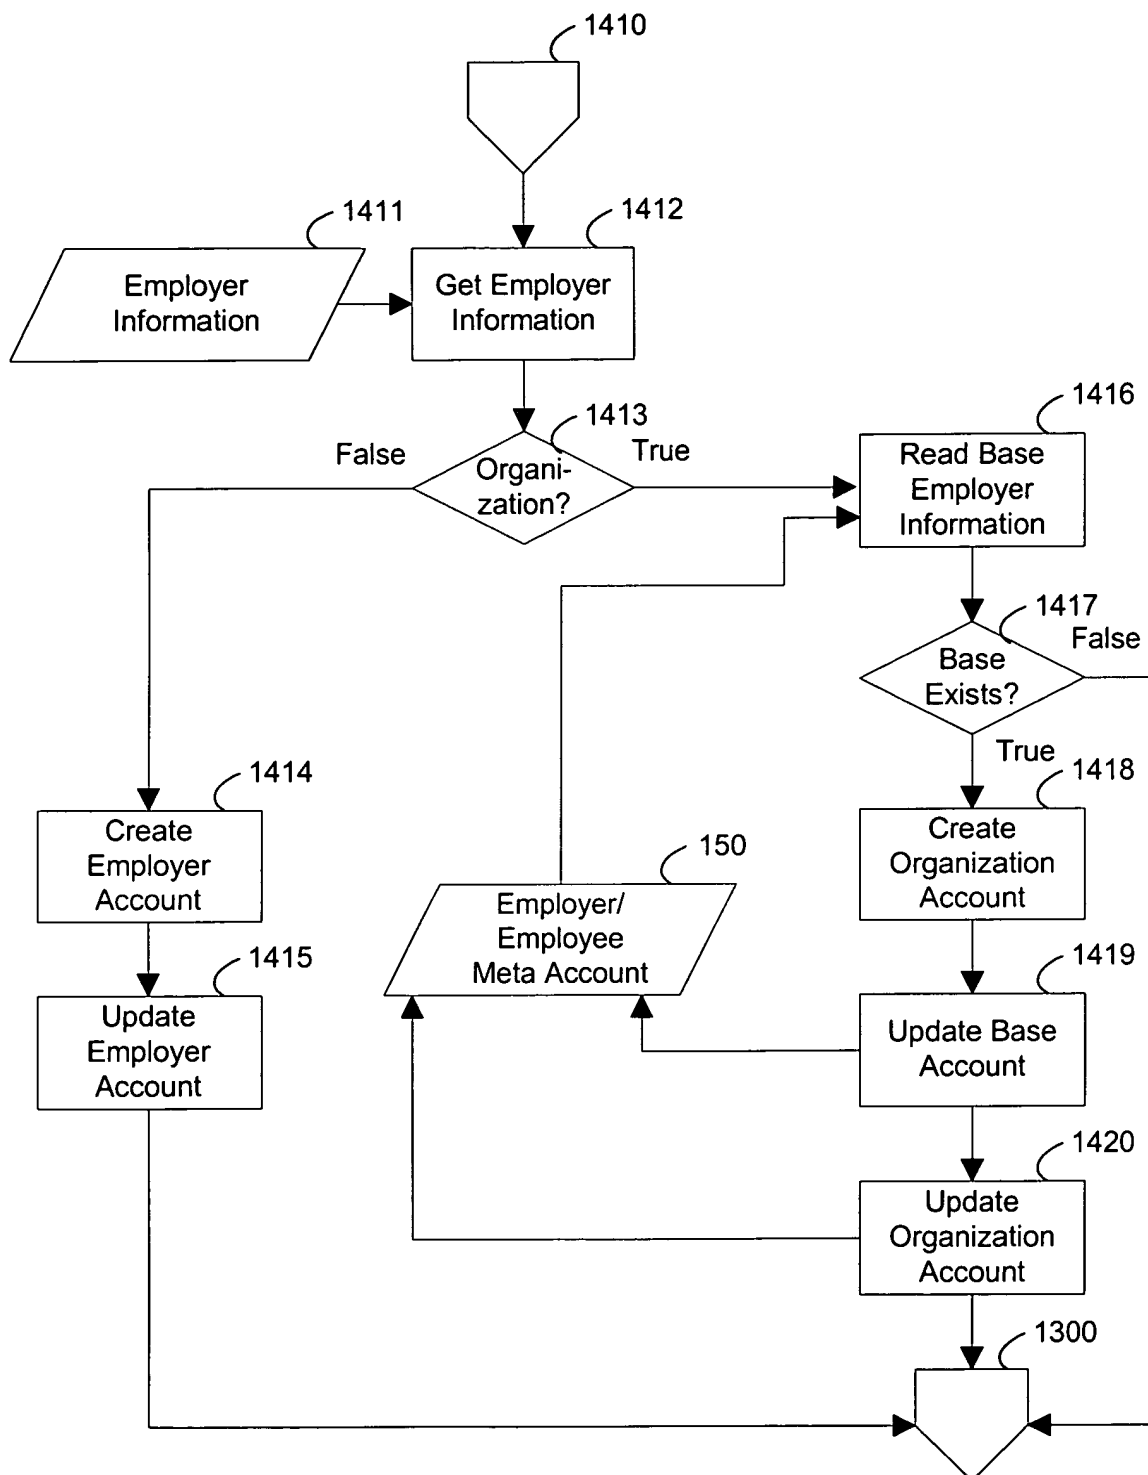 1410
1411
Employer
Information
1412
Get Employer
Information
1413
False
True
Organi-
zation?
1416
Read Base
Employer
Information
1417
False
Base
Exists?
True
1414
Create
Employer
Account
1418
Create
Organization
Account
150
Employer/
Employee
Meta Account
1415
Update
Employer
Account
1419
Update Base
Account
1420
Update
Organization
Account
1300